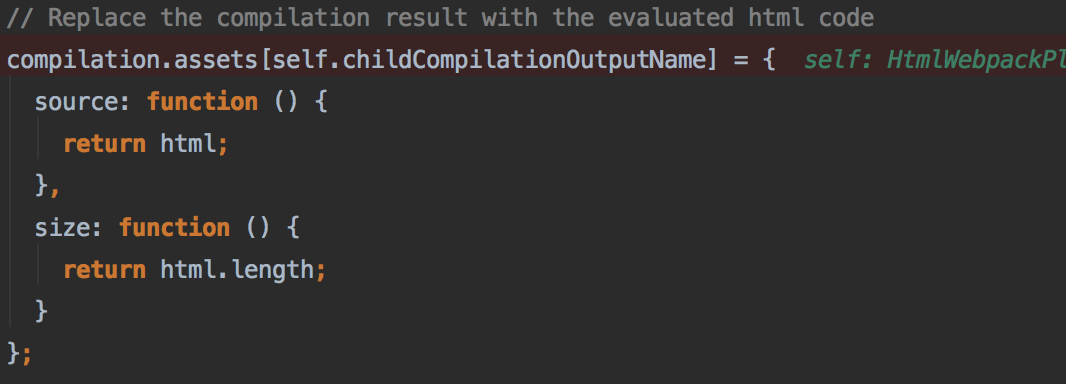 // Replace the compilation result with the evaluated html code
compilation.assets[self.childCompilationOutputName] = {  self: HtmlWebpackPl
source: function () {
return html;
},
size: function () {
return html.length;
}
};